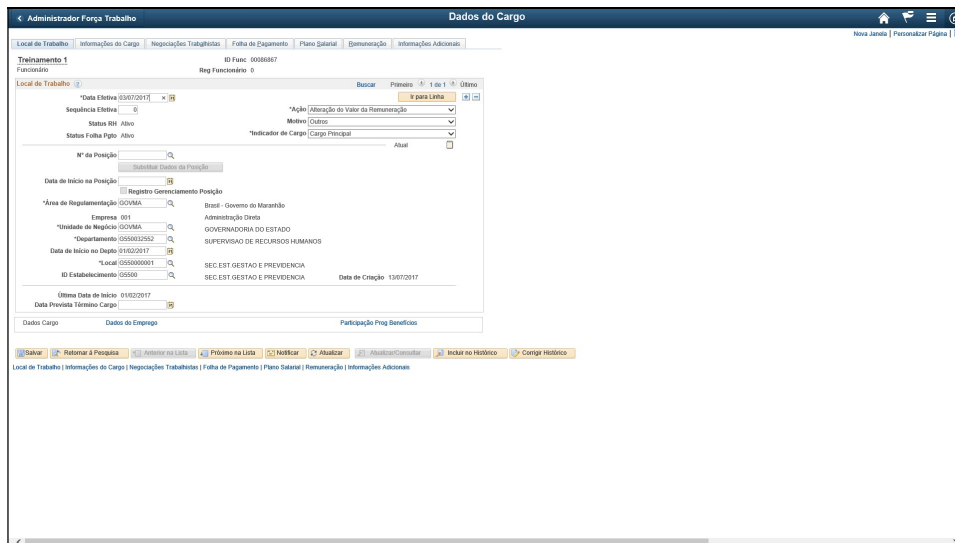 Administrador Força Trabalho
Dados do Cargo
Nova Janela | Personalizar Página |
Local de Trabalho Informações do Cargo Negociações Trabalhistas Folha de Pagamento Plano Salarial Remuneração Informações Adicionais
Treinamento 1 ID Func 00086867
Funcionário Reg Funcionário 0
Local de Trabalho Buscar Primeiro 1 de 1 Último
*Data Efetiva 03/07/2017 Ir para Linha
Sequência Efetiva 0 *Ação Alteração do Valor da Remuneração
Status RH Ativo Motivo Outros
Status Folha Pgto Ativo *Indicador de Cargo Cargo Principal
Atual
Nº da Posição
Substituir Dados da Posição
Data de Início na Posição
Registro Gerenciamento Posição
*Área de Regulamentação GOVMA Brasil - Governo do Maranhão
Empresa 001 Administração Direta
*Unidade de Negócio GOVMA GOVERNADORIA DO ESTADO
*Departamento G550032552 SUPERVISAO DE RECURSOS HUMANOS
Data de Início no Depto 01/02/2017
*Local G550000001 SEC.EST.GESTAO E PREVIDENCIA
ID Estabelecimento G5500 SEC.EST.GESTAO E PREVIDENCIA Data de Criação 13/07/2017
Última Data de Início 01/02/2017
Data Prevista Término Cargo
Dados Cargo Dados do Emprego Participação Prog Benefícios
Salvar Retornar à Pesquisa Anterior na Lista Próximo na Lista Notificar Atualizar Atualizar/Consultar Incluir no Histórico Corrigir Histórico
Local de Trabalho | Informações do Cargo | Negociações Trabalhistas | Folha de Pagamento | Plano Salarial | Remuneração | Informações Adicionais